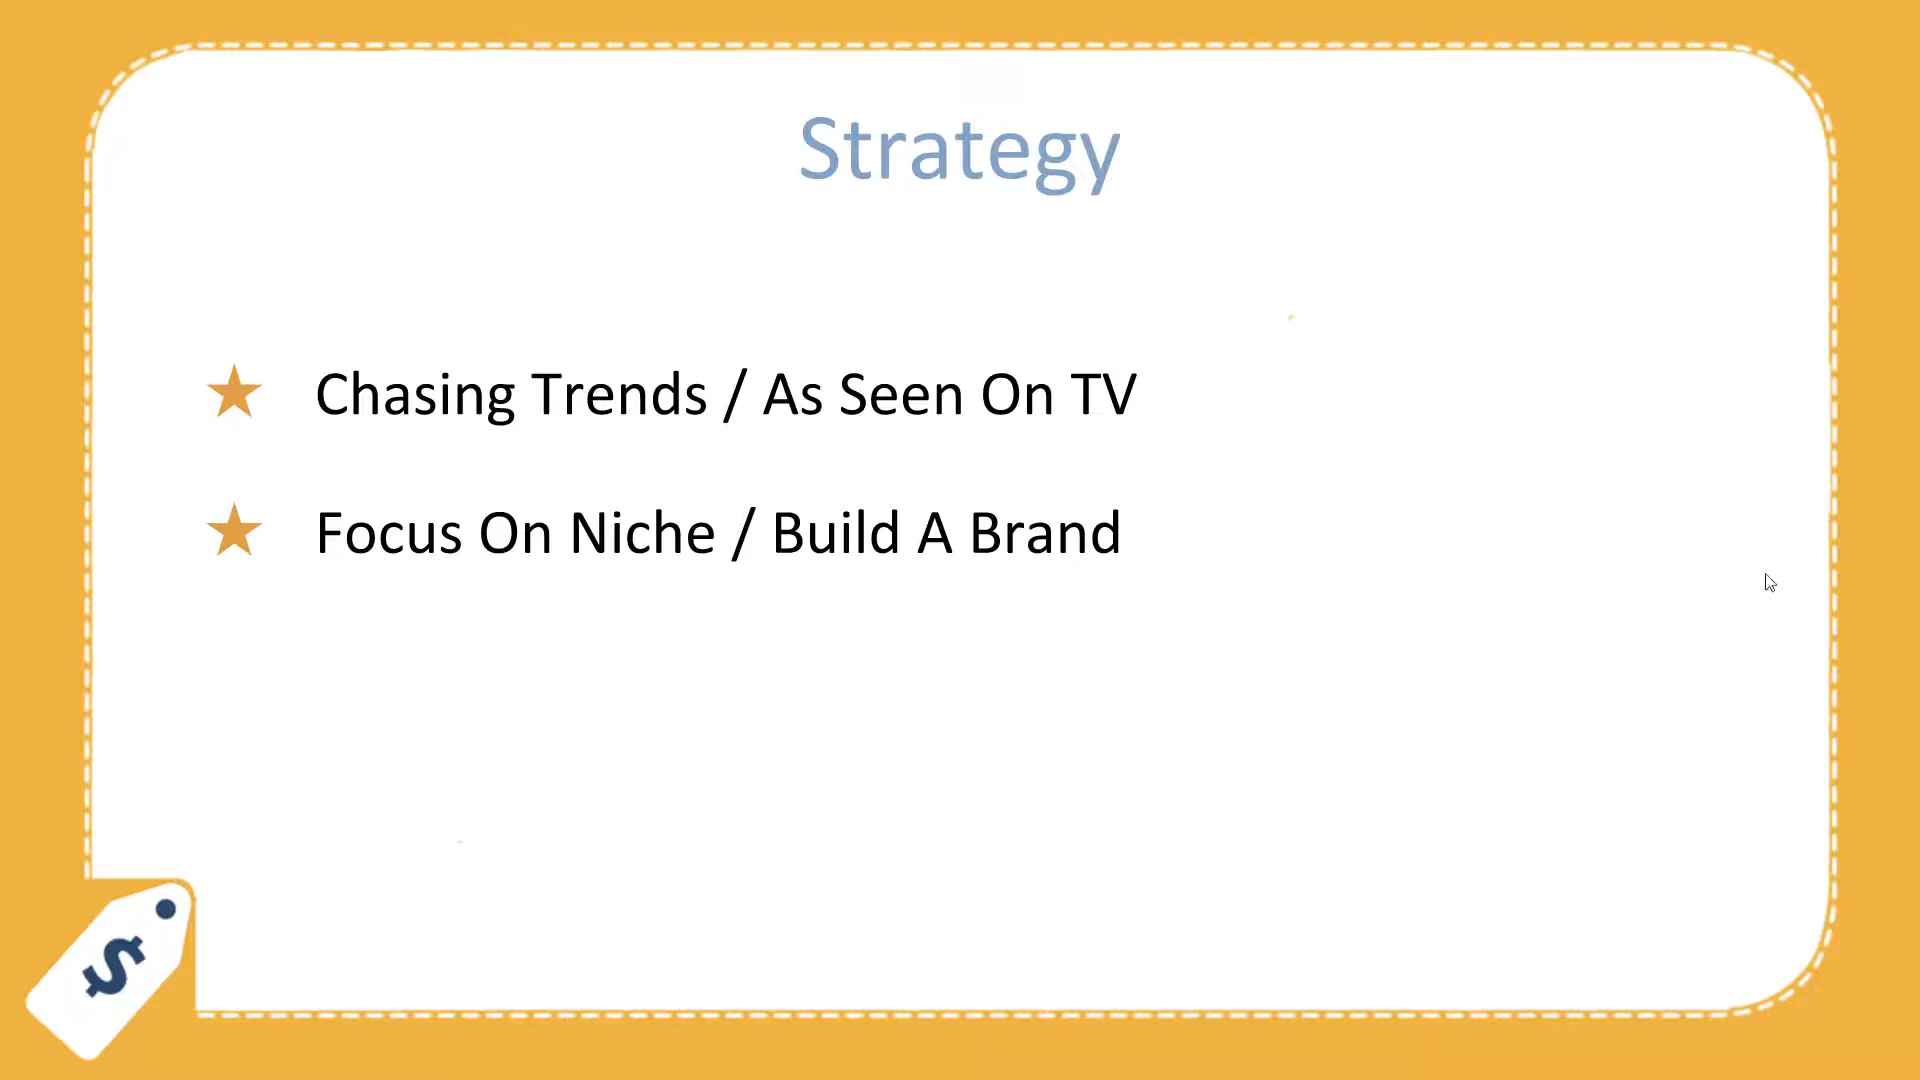 Strategy
Chasing Trends / As Seen On TV
Focus On Niche / Build A Brand
$